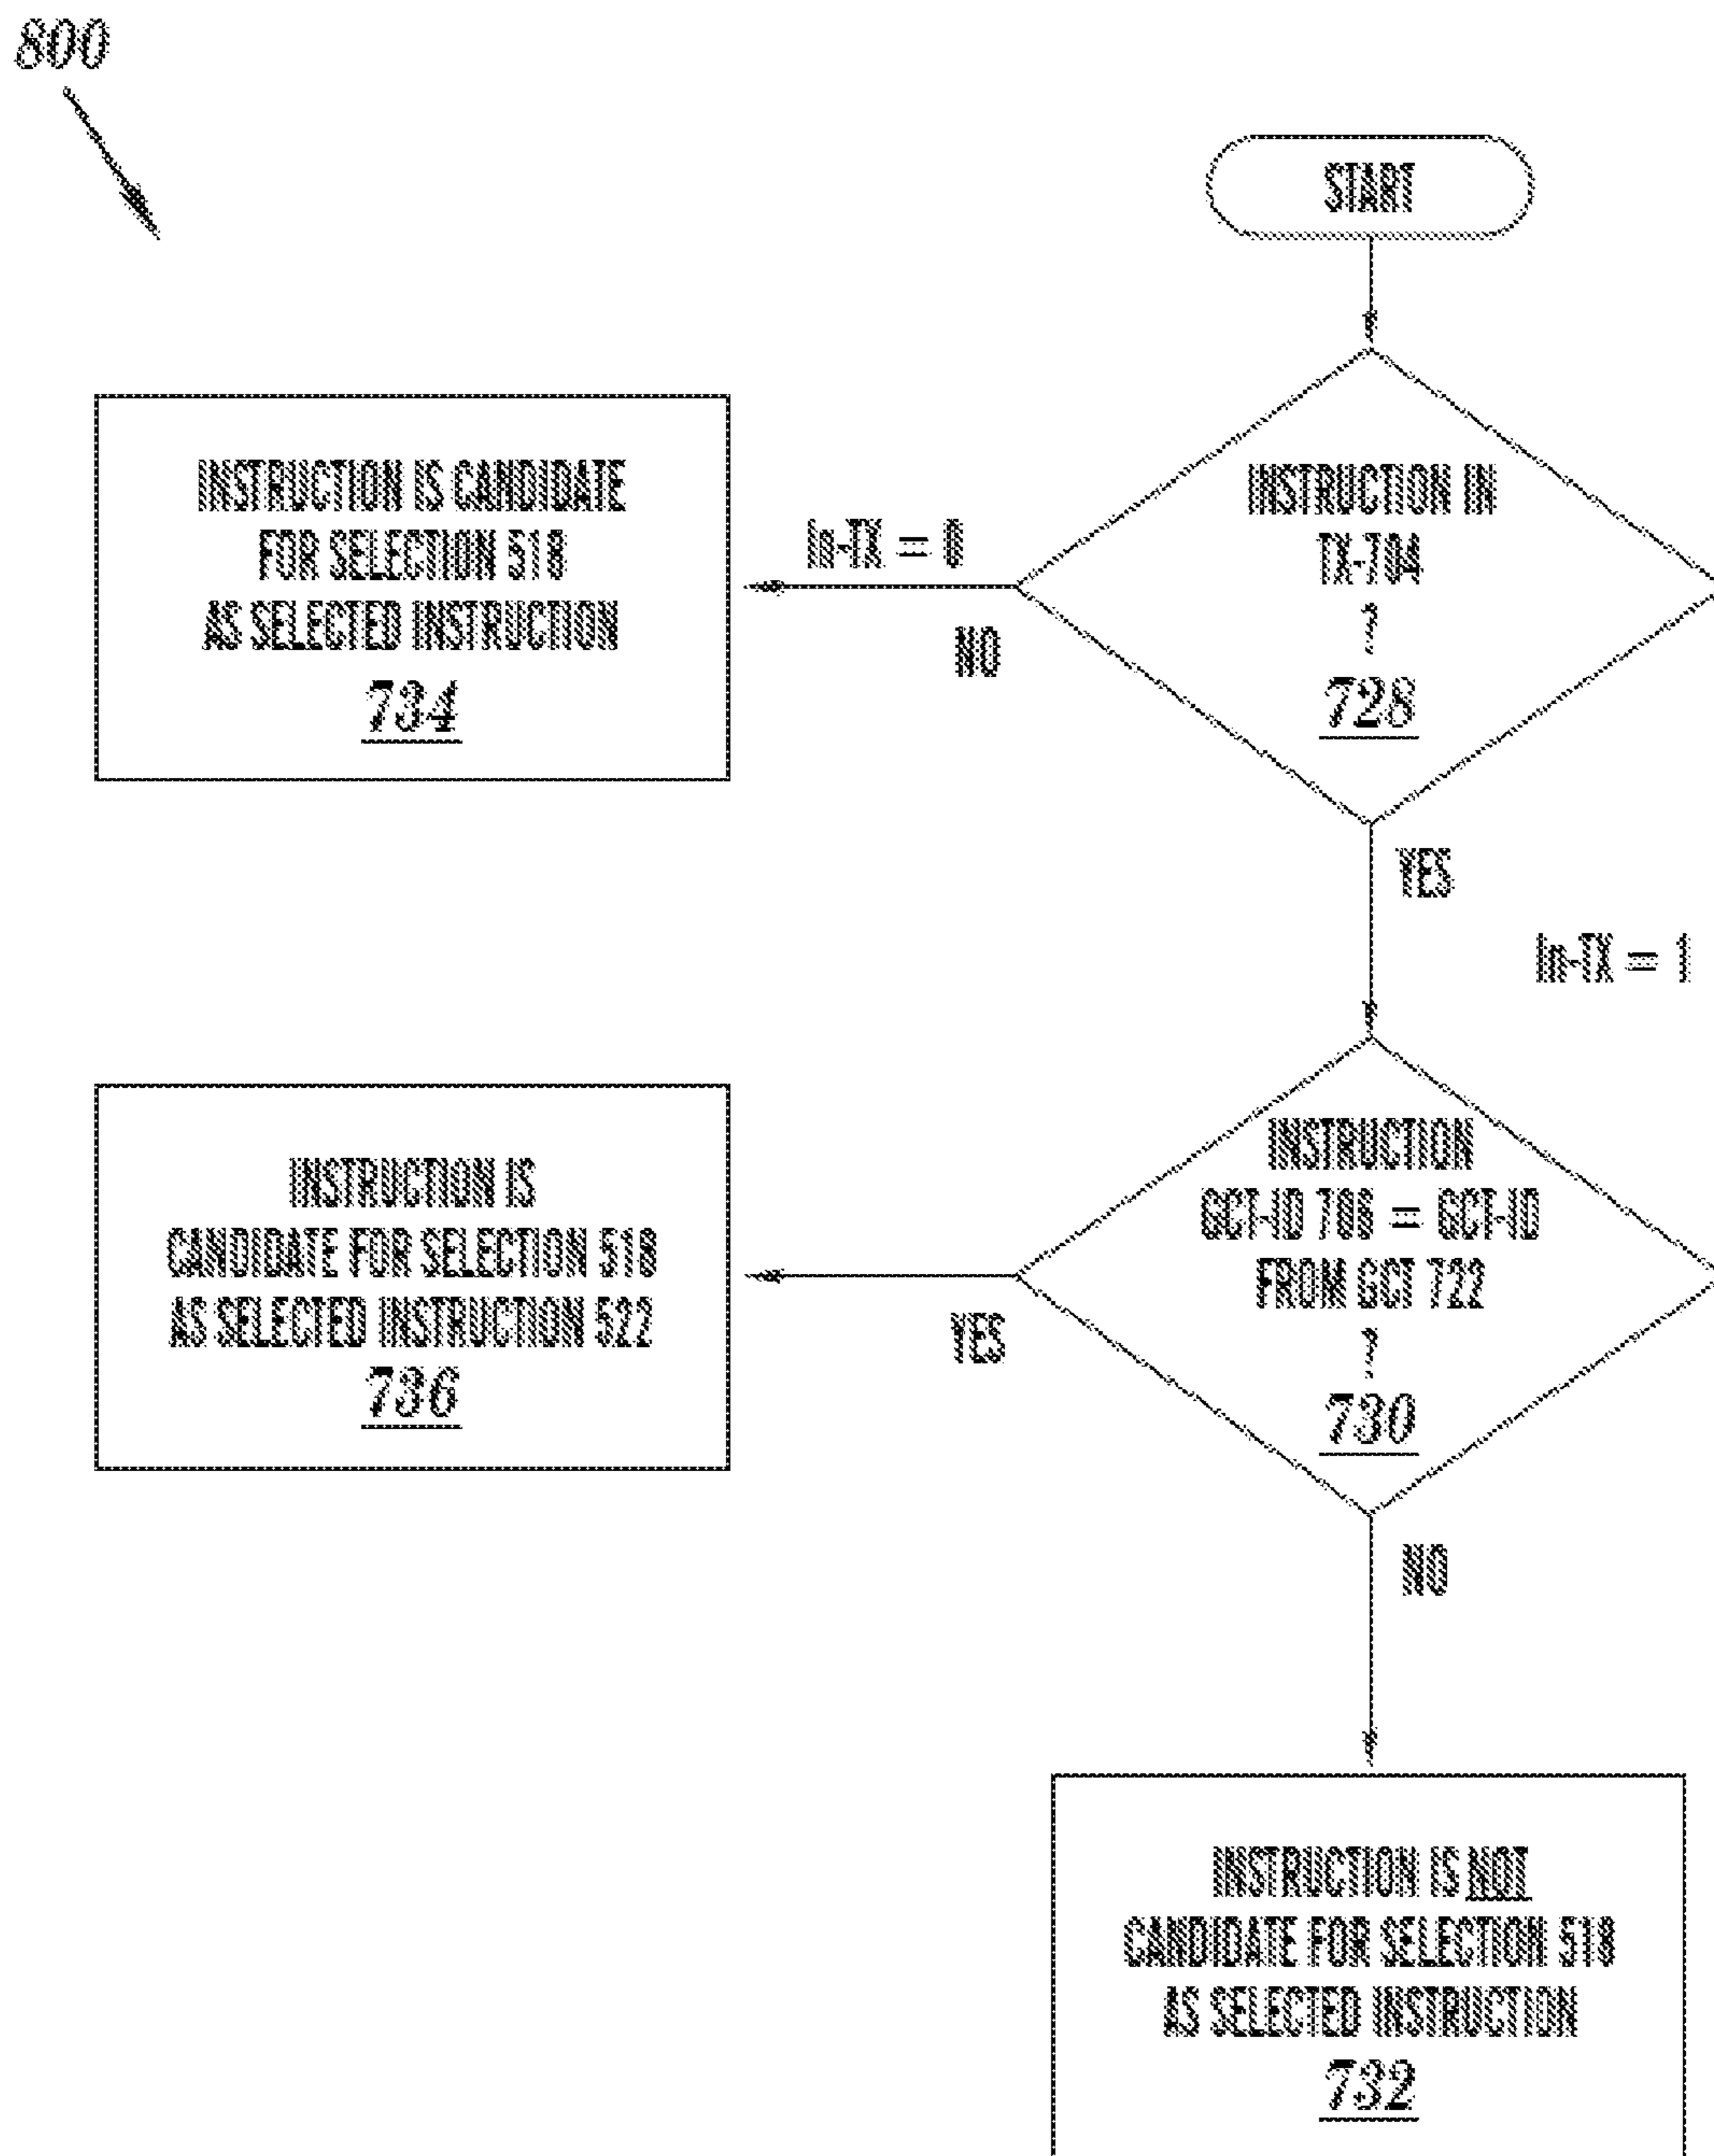 800
START
INSTRUCTION IN
TX-704
?
728
In-TX = 0
NO
INSTRUCTION IS CANDIDATE
FOR SELECTION 518
AS SELECTED INSTRUCTION
734
YES
In-TX = 1
INSTRUCTION
GCT-ID 706 = GCT-ID
FROM GCT 722
?
730
YES
INSTRUCTION IS
CANDIDATE FOR SELECTION 518
AS SELECTED INSTRUCTION 522
736
NO
INSTRUCTION IS NOT
CANDIDATE FOR SELECTION 518
AS SELECTED INSTRUCTION
732